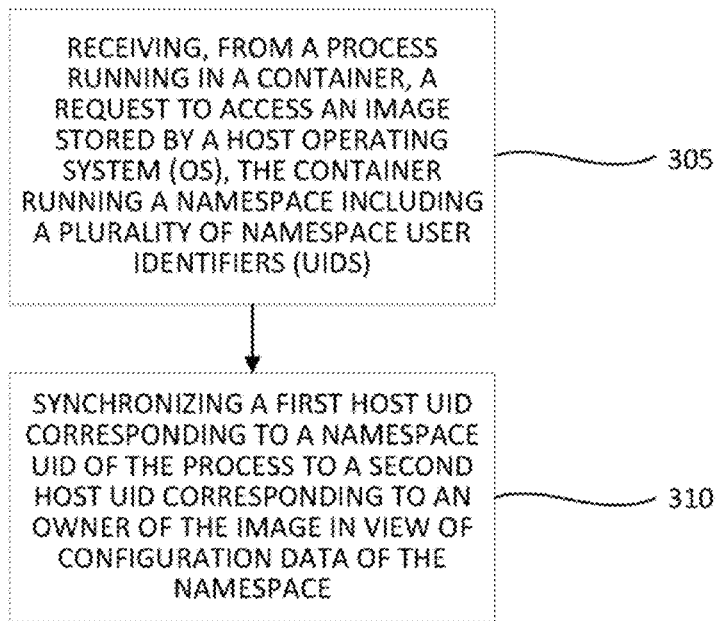 RECEIVING, FROM A PROCESS
RUNNING IN A CONTAINER, A
REQUEST TO ACCESS AN IMAGE
STORED BY A HOST OPERATING
SYSTEM (OS), THE CONTAINER
RUNNING A NAMESPACE INCLUDING
A PLURALITY OF NAMESPACE USER
IDENTIFIERS (UIDS)
305
SYNCHRONIZING A FIRST HOST UID
CORRESPONDING TO A NAMESPACE
UID OF THE PROCESS TO A SECOND
HOST UID CORRESPONDING TO AN
OWNER OF THE IMAGE IN VIEW OF
CONFIGURATION DATA OF THE
NAMESPACE
310